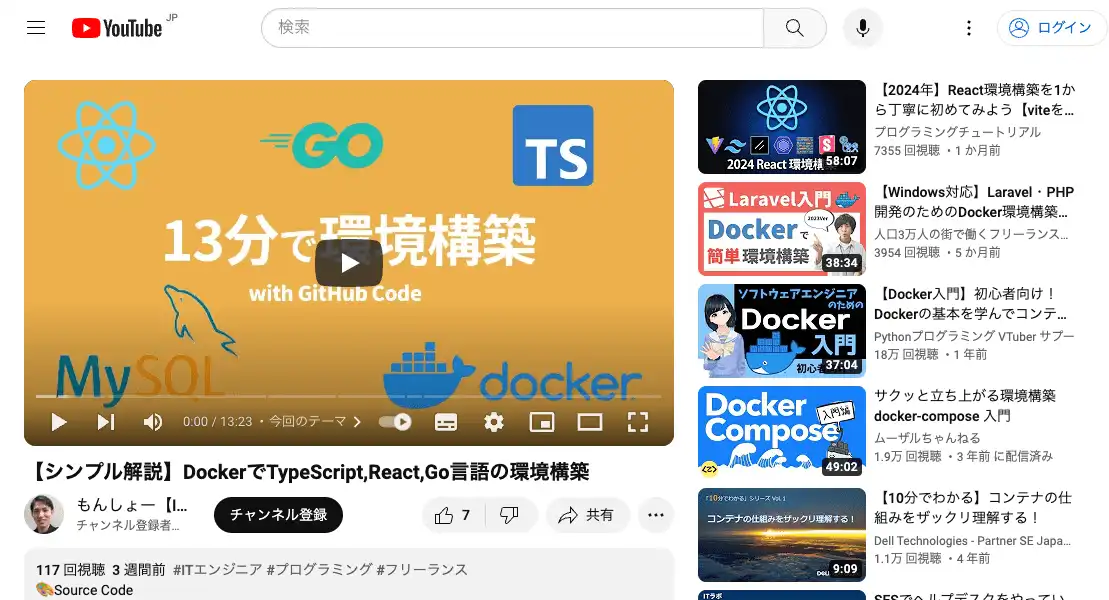 YouTube JP
検索
ログイン
GO
TS
13分で環境構築
with GitHub Code
MySQL
docker
0:00 / 13:23 ・今回のテーマ
【シンプル解説】DockerでTypeScript,React,Go言語の環境構築
もんしょー【I...
チャンネル登録者...
チャンネル登録
7
共有
117 回視聴 3 週間前 #ITエンジニア #プログラミング #フリーランス
🎨Source Code
2024 React 環境構
58:07
【2024年】React環境構築を1か
ら丁寧に初めてみよう【viteを...
プログラミングチュートリアル
7355 回視聴 ・1 か月前
Laravel入門
2023Ver
Dockerで
簡単環境構築
38:34
【Windows対応】Laravel・PHP
開発のためのDocker環境構築...
人口3万人の街で働くフリーランス...
3954 回視聴 ・5 か月前
ソフトウェアエンジニア
のための
Docker
入門
初心
37:04
【Docker入門】初心者向け！
Dockerの基本を学んでコンテ...
Pythonプログラミング VTuber サプー
18万 回視聴 ・1 年前
Docker
Compose
入門編
49:02
サクッと立ち上がる環境構築
docker-compose 入門
ムーザルちゃんねる
1.9万 回視聴 ・3 年前 に配信済み
「10分でわかる」シリーズ Vol. 1
コンテナの仕組みをザックリ理解する！
9:09
【10分でわかる】コンテナの仕
組みをザックリ理解する！
Dell Technologies - Partner SE Japa...
1.1万 回視聴 ・4 年前
ITラボ
SESでヘルプデスクをやってい